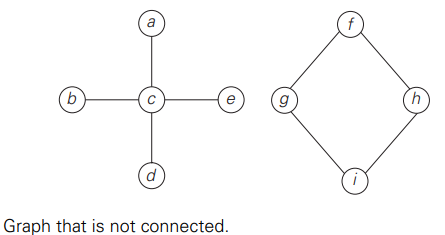 a f
b c e g h
d i
Graph that is not connected.